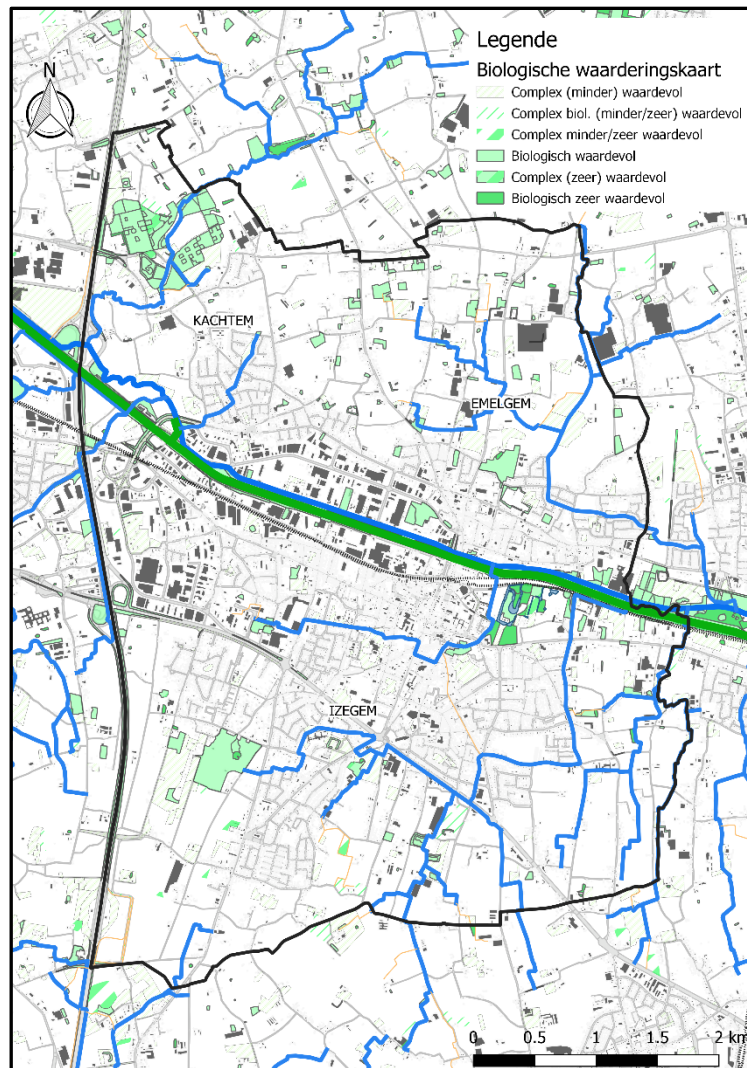 Legende
Biologische waarderingskaart
Complex (minder) waardevol
Complex biol. (minder/zeer) waardevol
Complex minder/zeer waardevol
Biologisch waardevol
Complex (zeer) waardevol
Biologisch zeer waardevol
N
KACHTEM
EMELGEM
IZEGEM
0 0.5 1 1.5 2 km